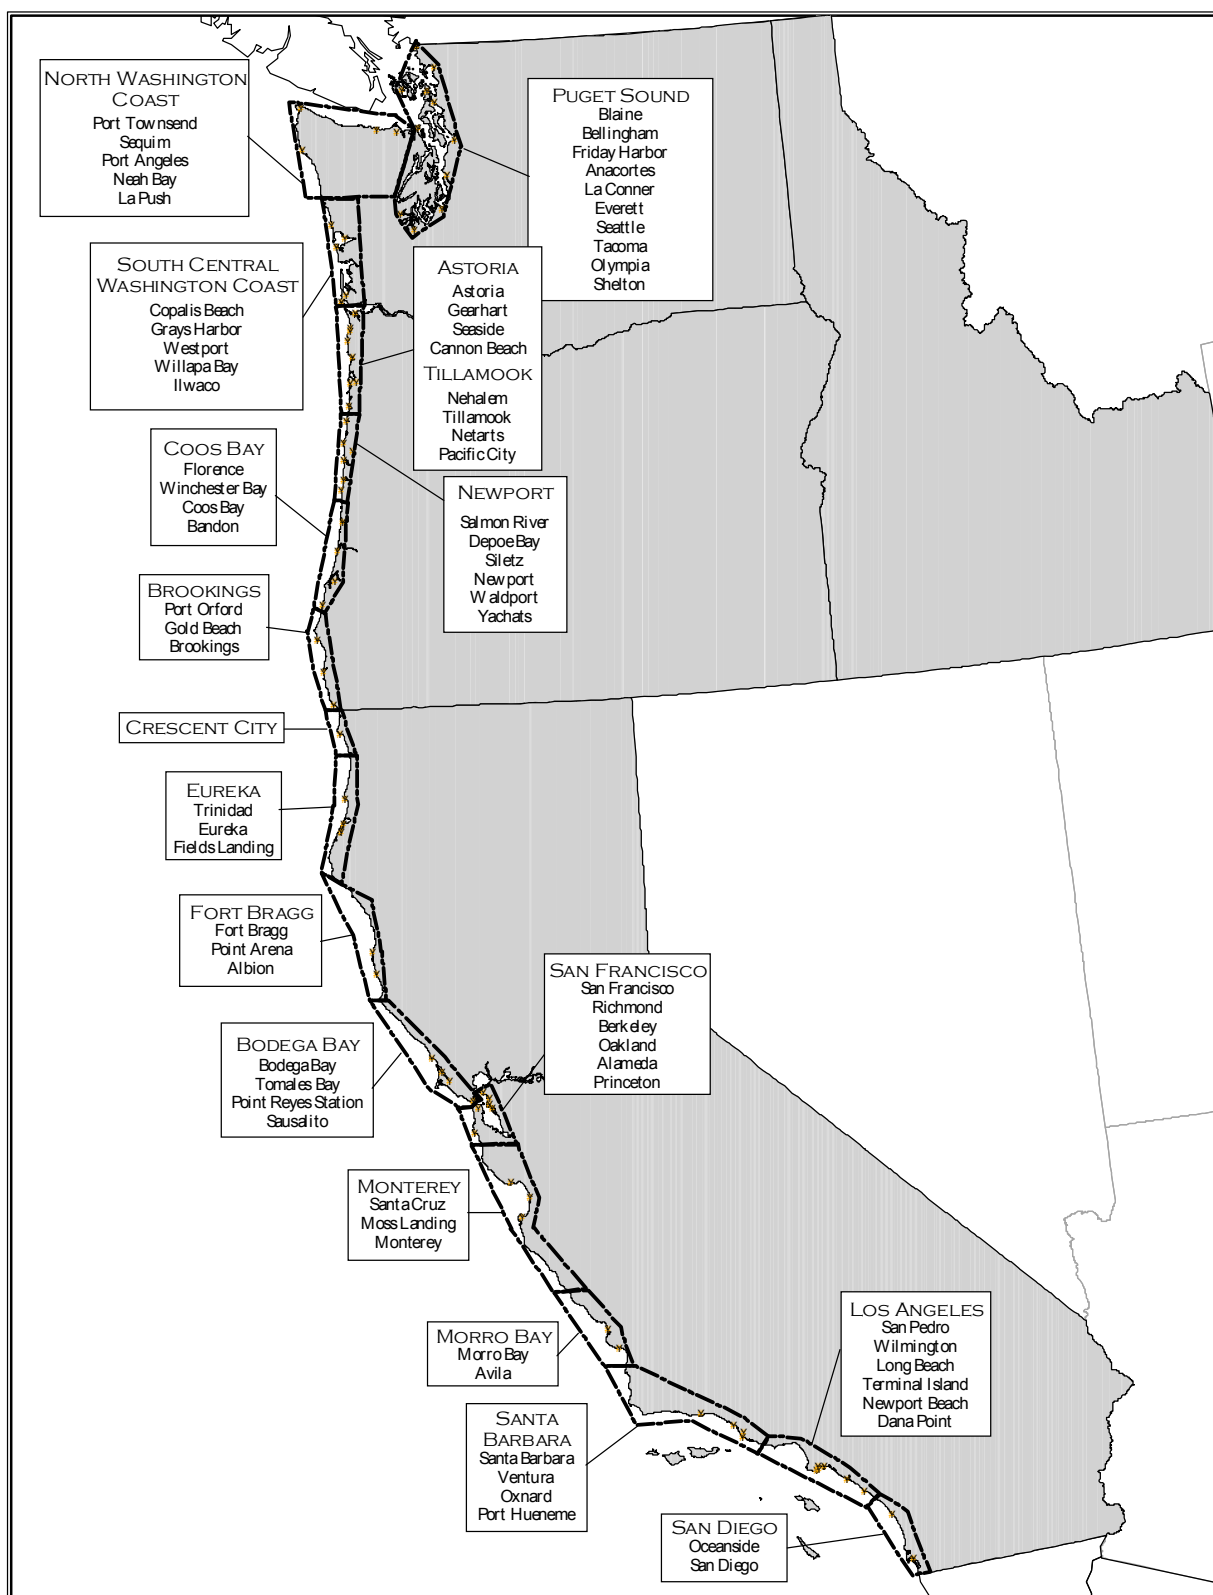 NORTH WASHINGTON
COAST
Port Townsend
Sequim
Port Angeles
Neah Bay
La Push
PUGET SOUND
Blaine
Bellingham
Friday Harbor
Anacortes
La Conner
Everett
Seattle
Tacoma
Olympia
Shelton
SOUTH CENTRAL
WASHINGTON COAST
Copalis Beach
Grays Harbor
Westport
Willapa Bay
Ilwaco
ASTORIA
Astoria
Gearhart
Seaside
Cannon Beach
TILLAMOOK
Nehalem
Tillamook
Netarts
Pacific City
COOS BAY
Florence
Winchester Bay
Coos Bay
Bandon
NEWPORT
Salmon River
Depoe Bay
Siletz
Newport
Waldport
Yachats
BROOKINGS
Port Orford
Gold Beach
Brookings
CRESCENT CITY
EUREKA
Trinidad
Eureka
Fields Landing
FORT BRAGG
Fort Bragg
Point Arena
Albion
SAN FRANCISCO
San Francisco
Richmond
Berkeley
Oakland
Alameda
Princeton
BODEGA BAY
Bodega Bay
Tomales Bay
Point Reyes Station
Sausalito
MONTEREY
Santa Cruz
Moss Landing
Monterey
MORRO BAY
Morro Bay
Avila
LOS ANGELES
San Pedro
Wilmington
Long Beach
Terminal Island
Newport Beach
Dana Point
SANTA
BARBARA
Santa Barbara
Ventura
Oxnard
Port Hueneme
SAN DIEGO
Oceanside
San Diego